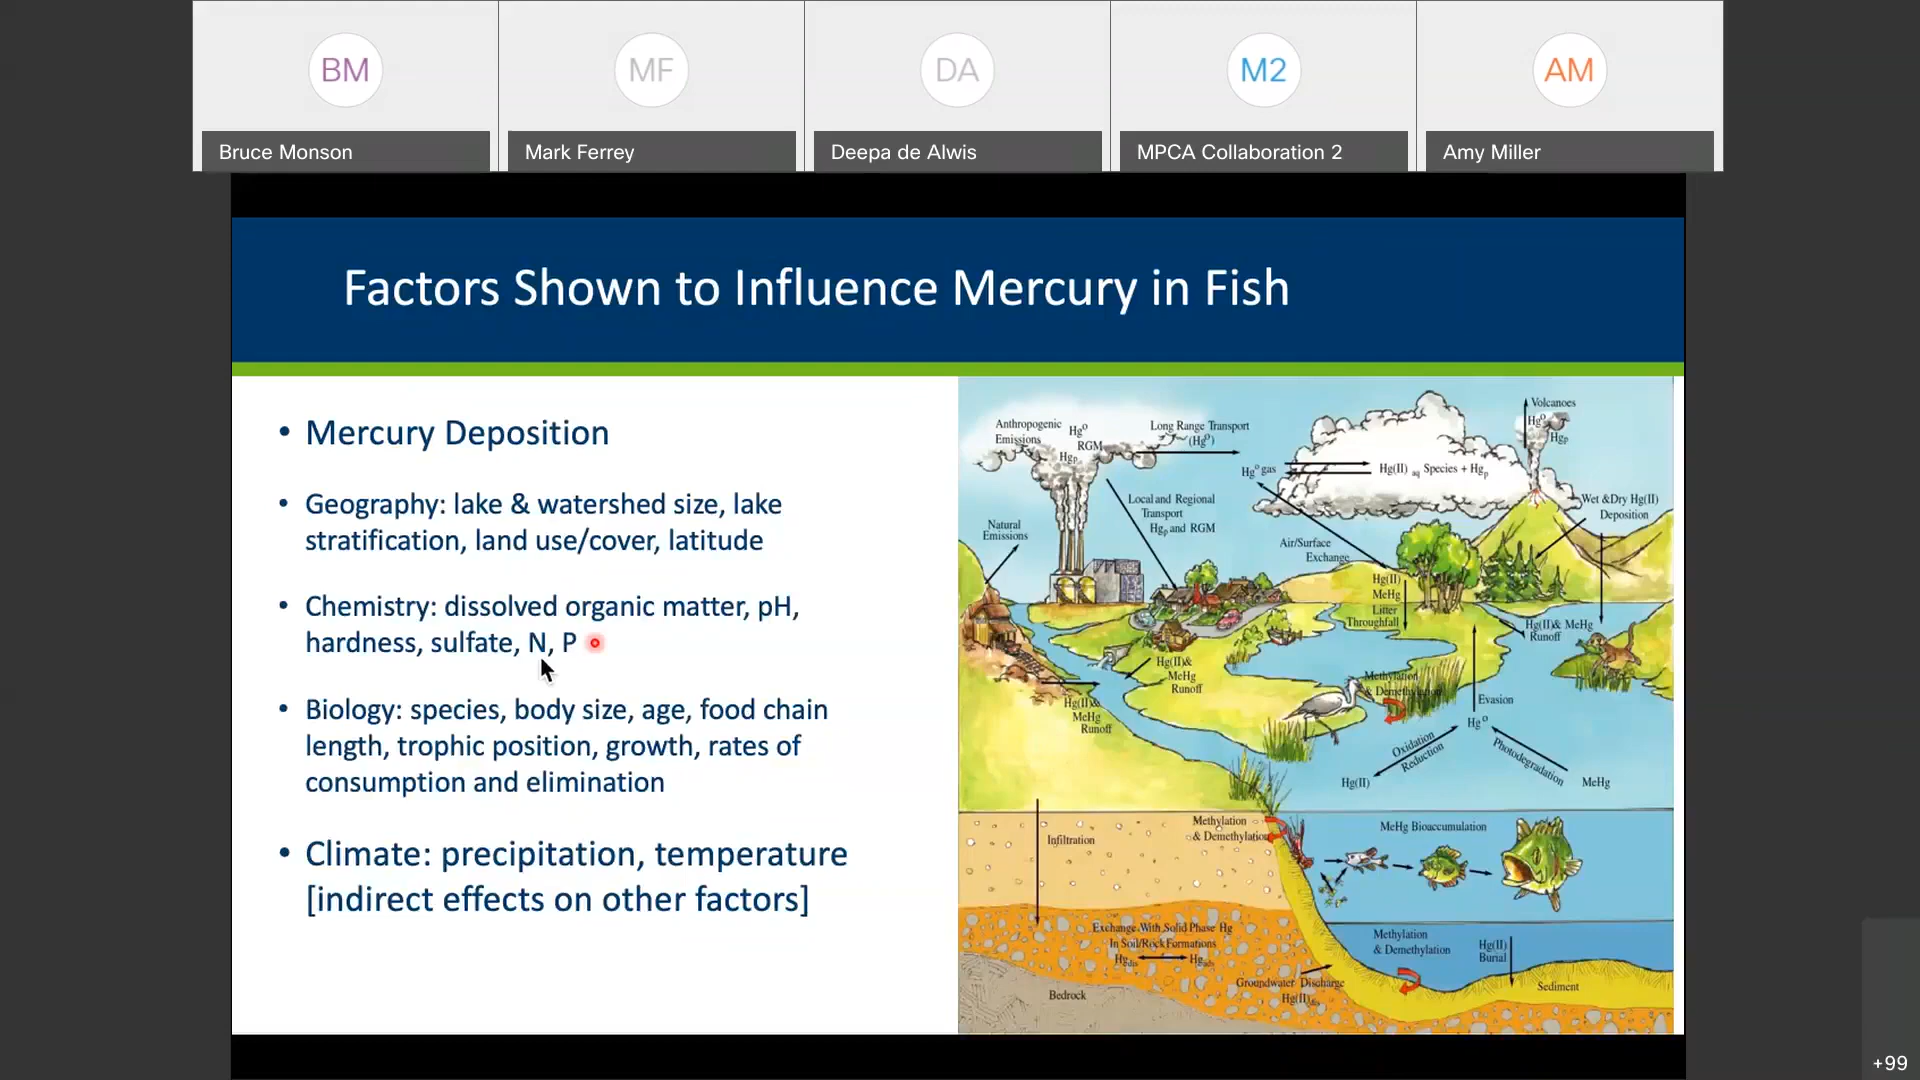 BM
MF
DA
M2
AM
Bruce Monson
Mark Ferrey
Deepa de Alwis
MPCA Collaboration 2
Amy Miller
Factors Shown to Influence Mercury in Fish
• Mercury Deposition
• Geography: lake & watershed size, lake
stratification, land use/cover, latitude
• Chemistry: dissolved organic matter, pH,
hardness, sulfate, N, P
• Biology: species, body size, age, food chain
length, trophic position, growth, rates of
consumption and elimination
• Climate: precipitation, temperature
[indirect effects on other factors]
Anthropogenic
Emissions
Hg⁰
RGM
Hgp
Long Range Transport
(Hg⁰)
Hg⁰ gas
Hg(II) aq Species + Hgp
Volcanoes
Hg⁰
Hgp
Wet &Dry Hg(II)
Deposition
Local and Regional
Transport
Hgp and RGM
Natural
Emissions
Air/Surface
Exchange
Hg(II)
MeHg
Litter
Throughfall
Hg(II)& MeHg
Runoff
Hg(II)&
MeHg
Runoff
Hg(II)&
MeHg
Runoff
Methylation
& Demethylation
Evasion
Hg⁰
Oxidation
Reduction
Photodegradation
Hg(II)
MeHg
Infiltration
Methylation
& Demethylation
MeHg Bioaccumulation
Exchange With Solid Phase Hg
In Soil/Rock Formations
Hgdis
Hgads
Methylation
& Demethylation
Hg(II)
Burial
Groundwater Discharge
Hg(II)dis
Sediment
Bedrock
+99